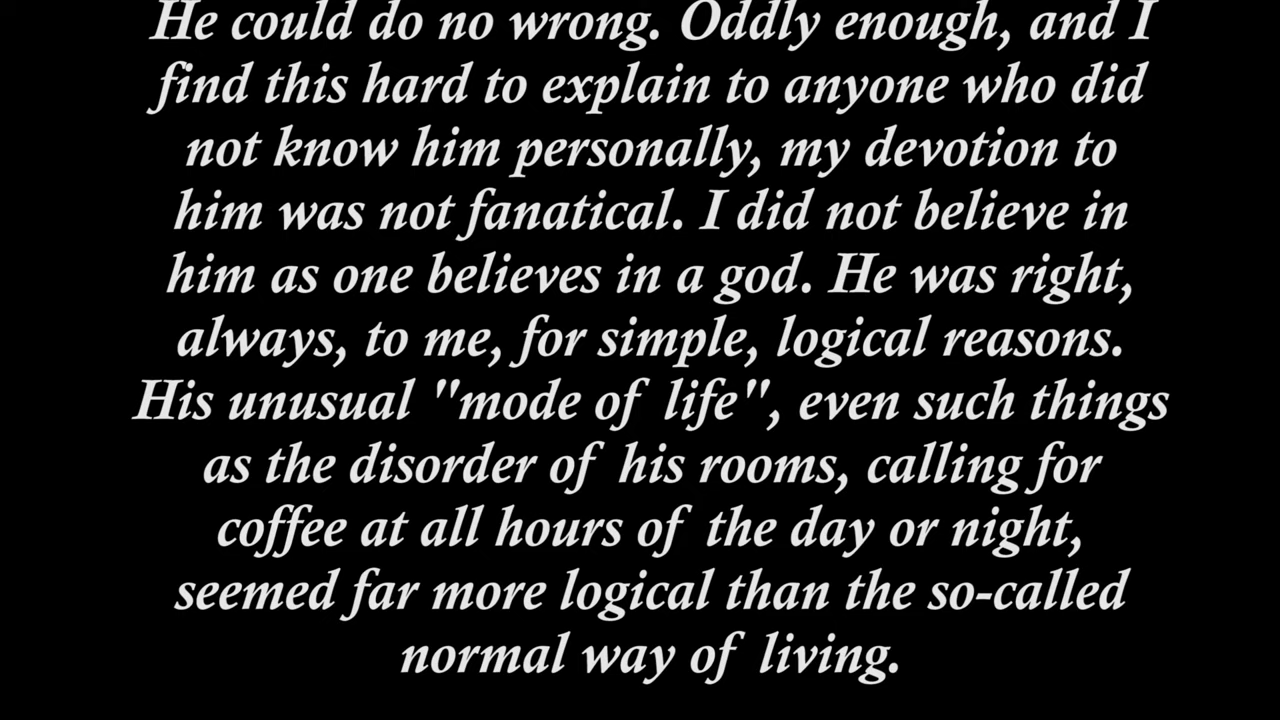 He could do no wrong. Oddly enough, and I
find this hard to explain to anyone who did
not know him personally, my devotion to
him was not fanatical. I did not believe in
him as one believes in a god. He was right,
always, to me, for simple, logical reasons.
His unusual "mode of life", even such things
as the disorder of his rooms, calling for
coffee at all hours of the day or night,
seemed far more logical than the so-called
normal way of living.